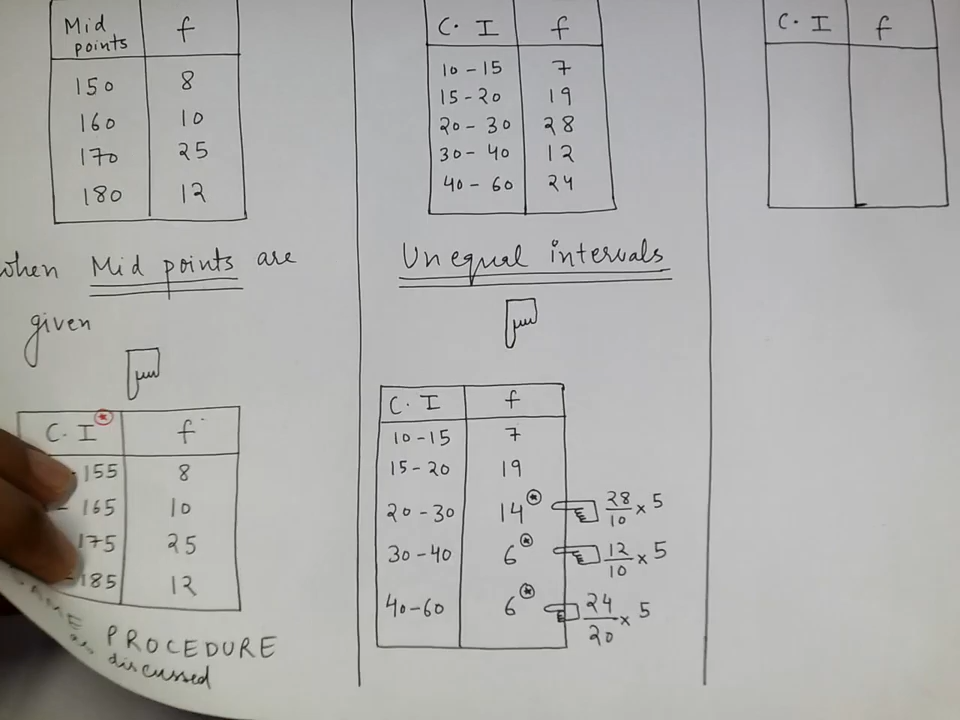 Mid points f
150 8
160 10
170 25
180 12
when Mid points are
given
C. I* f
-155 8
- 165 10
175 25
-185 12
SAME PROCEDURE
as discussed
C. I f
10 - 15 7
15 - 20 19
20 - 30 28
30 - 40 12
40 - 60 24
Unequal intervals
C. I f
10 - 15 7
15 - 20 19
20 - 30 14* 28/10 x 5
30 - 40 6* 12/10 x 5
40 - 60 6* 24/20 x 5
C. I f